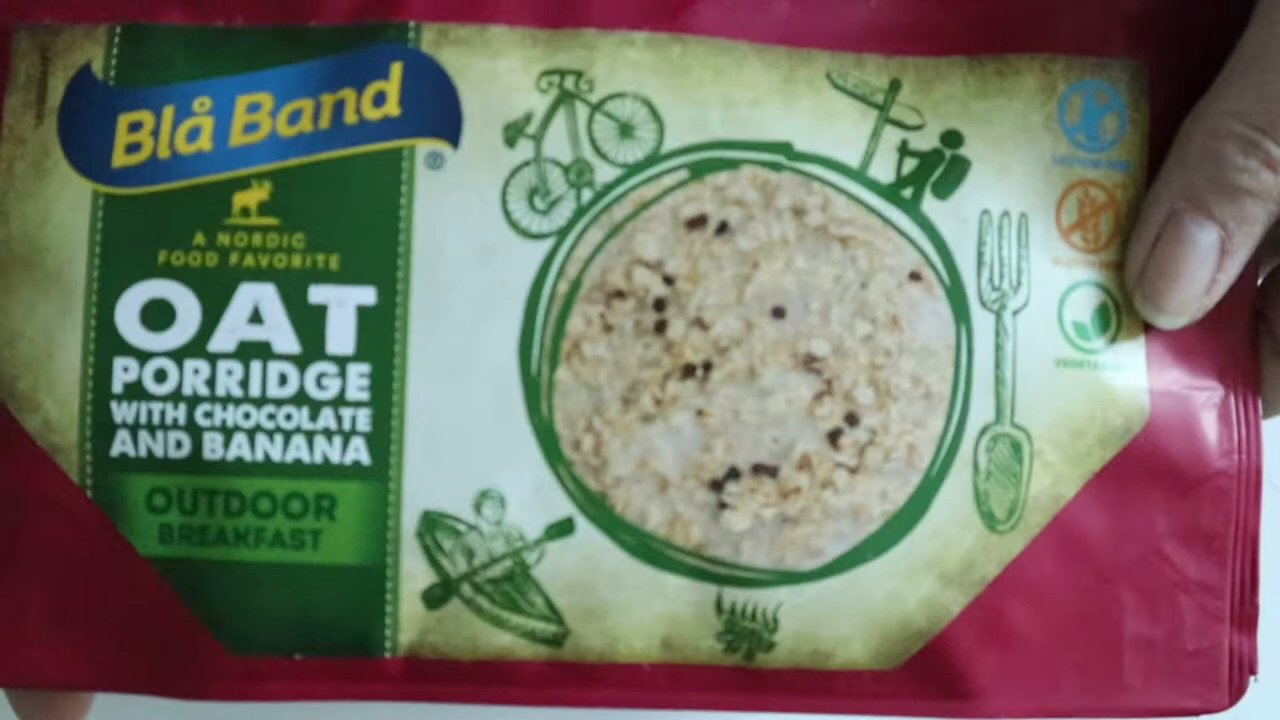 Blå Band
®
A NORDIC
FOOD FAVORITE
OAT
PORRIDGE
WITH CHOCOLATE
AND BANANA
OUTDOOR
BREAKFAST